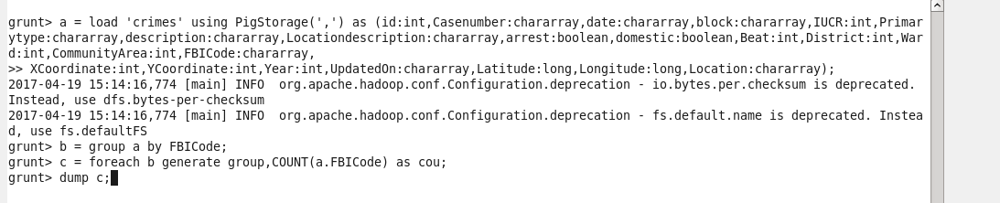 grunt> a = load 'crimes' using PigStorage(',') as (id:int,Casenumber:chararray,date:chararray,block:chararray,IUCR:int,Primar
ytype:chararray,description:chararray,Locationdescription:chararray,arrest:boolean,domestic:boolean,Beat:int,District:int,War
d:int,CommunityArea:int,FBICode:chararray,
>> XCoordinate:int,YCoordinate:int,Year:int,UpdatedOn:chararray,Latitude:long,Longitude:long,Location:chararray);
2017-04-19 15:14:16,774 [main] INFO  org.apache.hadoop.conf.Configuration.deprecation - io.bytes.per.checksum is deprecated.
Instead, use dfs.bytes-per-checksum
2017-04-19 15:14:16,774 [main] INFO  org.apache.hadoop.conf.Configuration.deprecation - fs.default.name is deprecated. Instea
d, use fs.defaultFS
grunt> b = group a by FBICode;
grunt> c = foreach b generate group,COUNT(a.FBICode) as cou;
grunt> dump c;